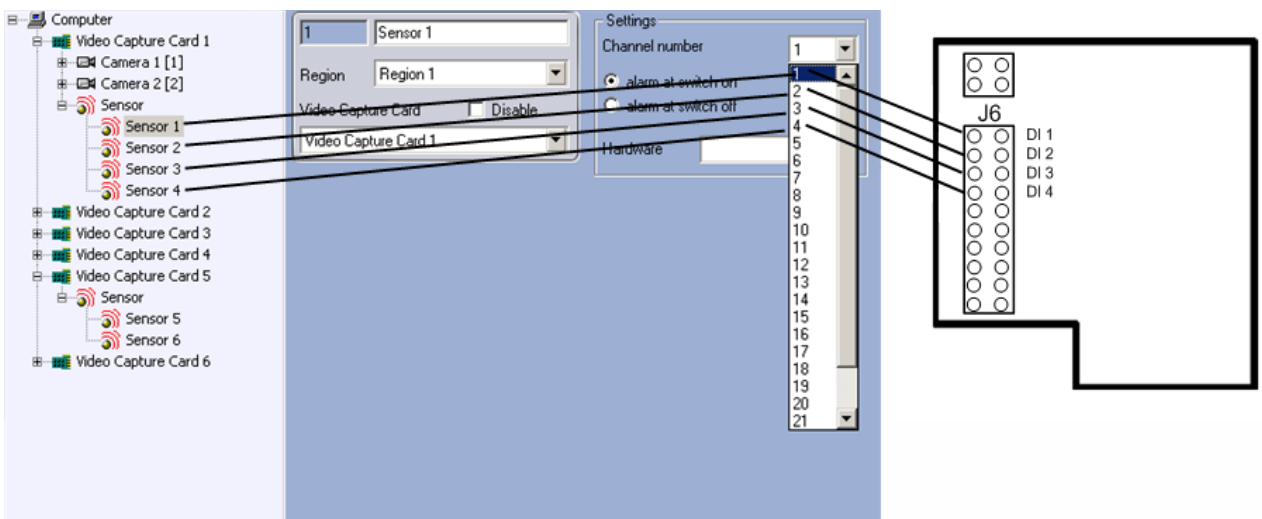 Computer
Video Capture Card 1
Camera 1 [1]
Camera 2 [2]
Sensor
Sensor 1
Sensor 2
Sensor 3
Sensor 4
Video Capture Card 2
Video Capture Card 3
Video Capture Card 4
Video Capture Card 5
Sensor
Sensor 5
Sensor 6
Video Capture Card 6
1 Sensor 1
Region Region 1
Video Capture Card Disable
Video Capture Card 1
Settings
Channel number 1
alarm at switch on
alarm at switch off
Hardware
1
2
3
4
5
6
7
8
9
10
11
12
13
14
15
16
17
18
19
20
21
J6
DI 1
DI 2
DI 3
DI 4